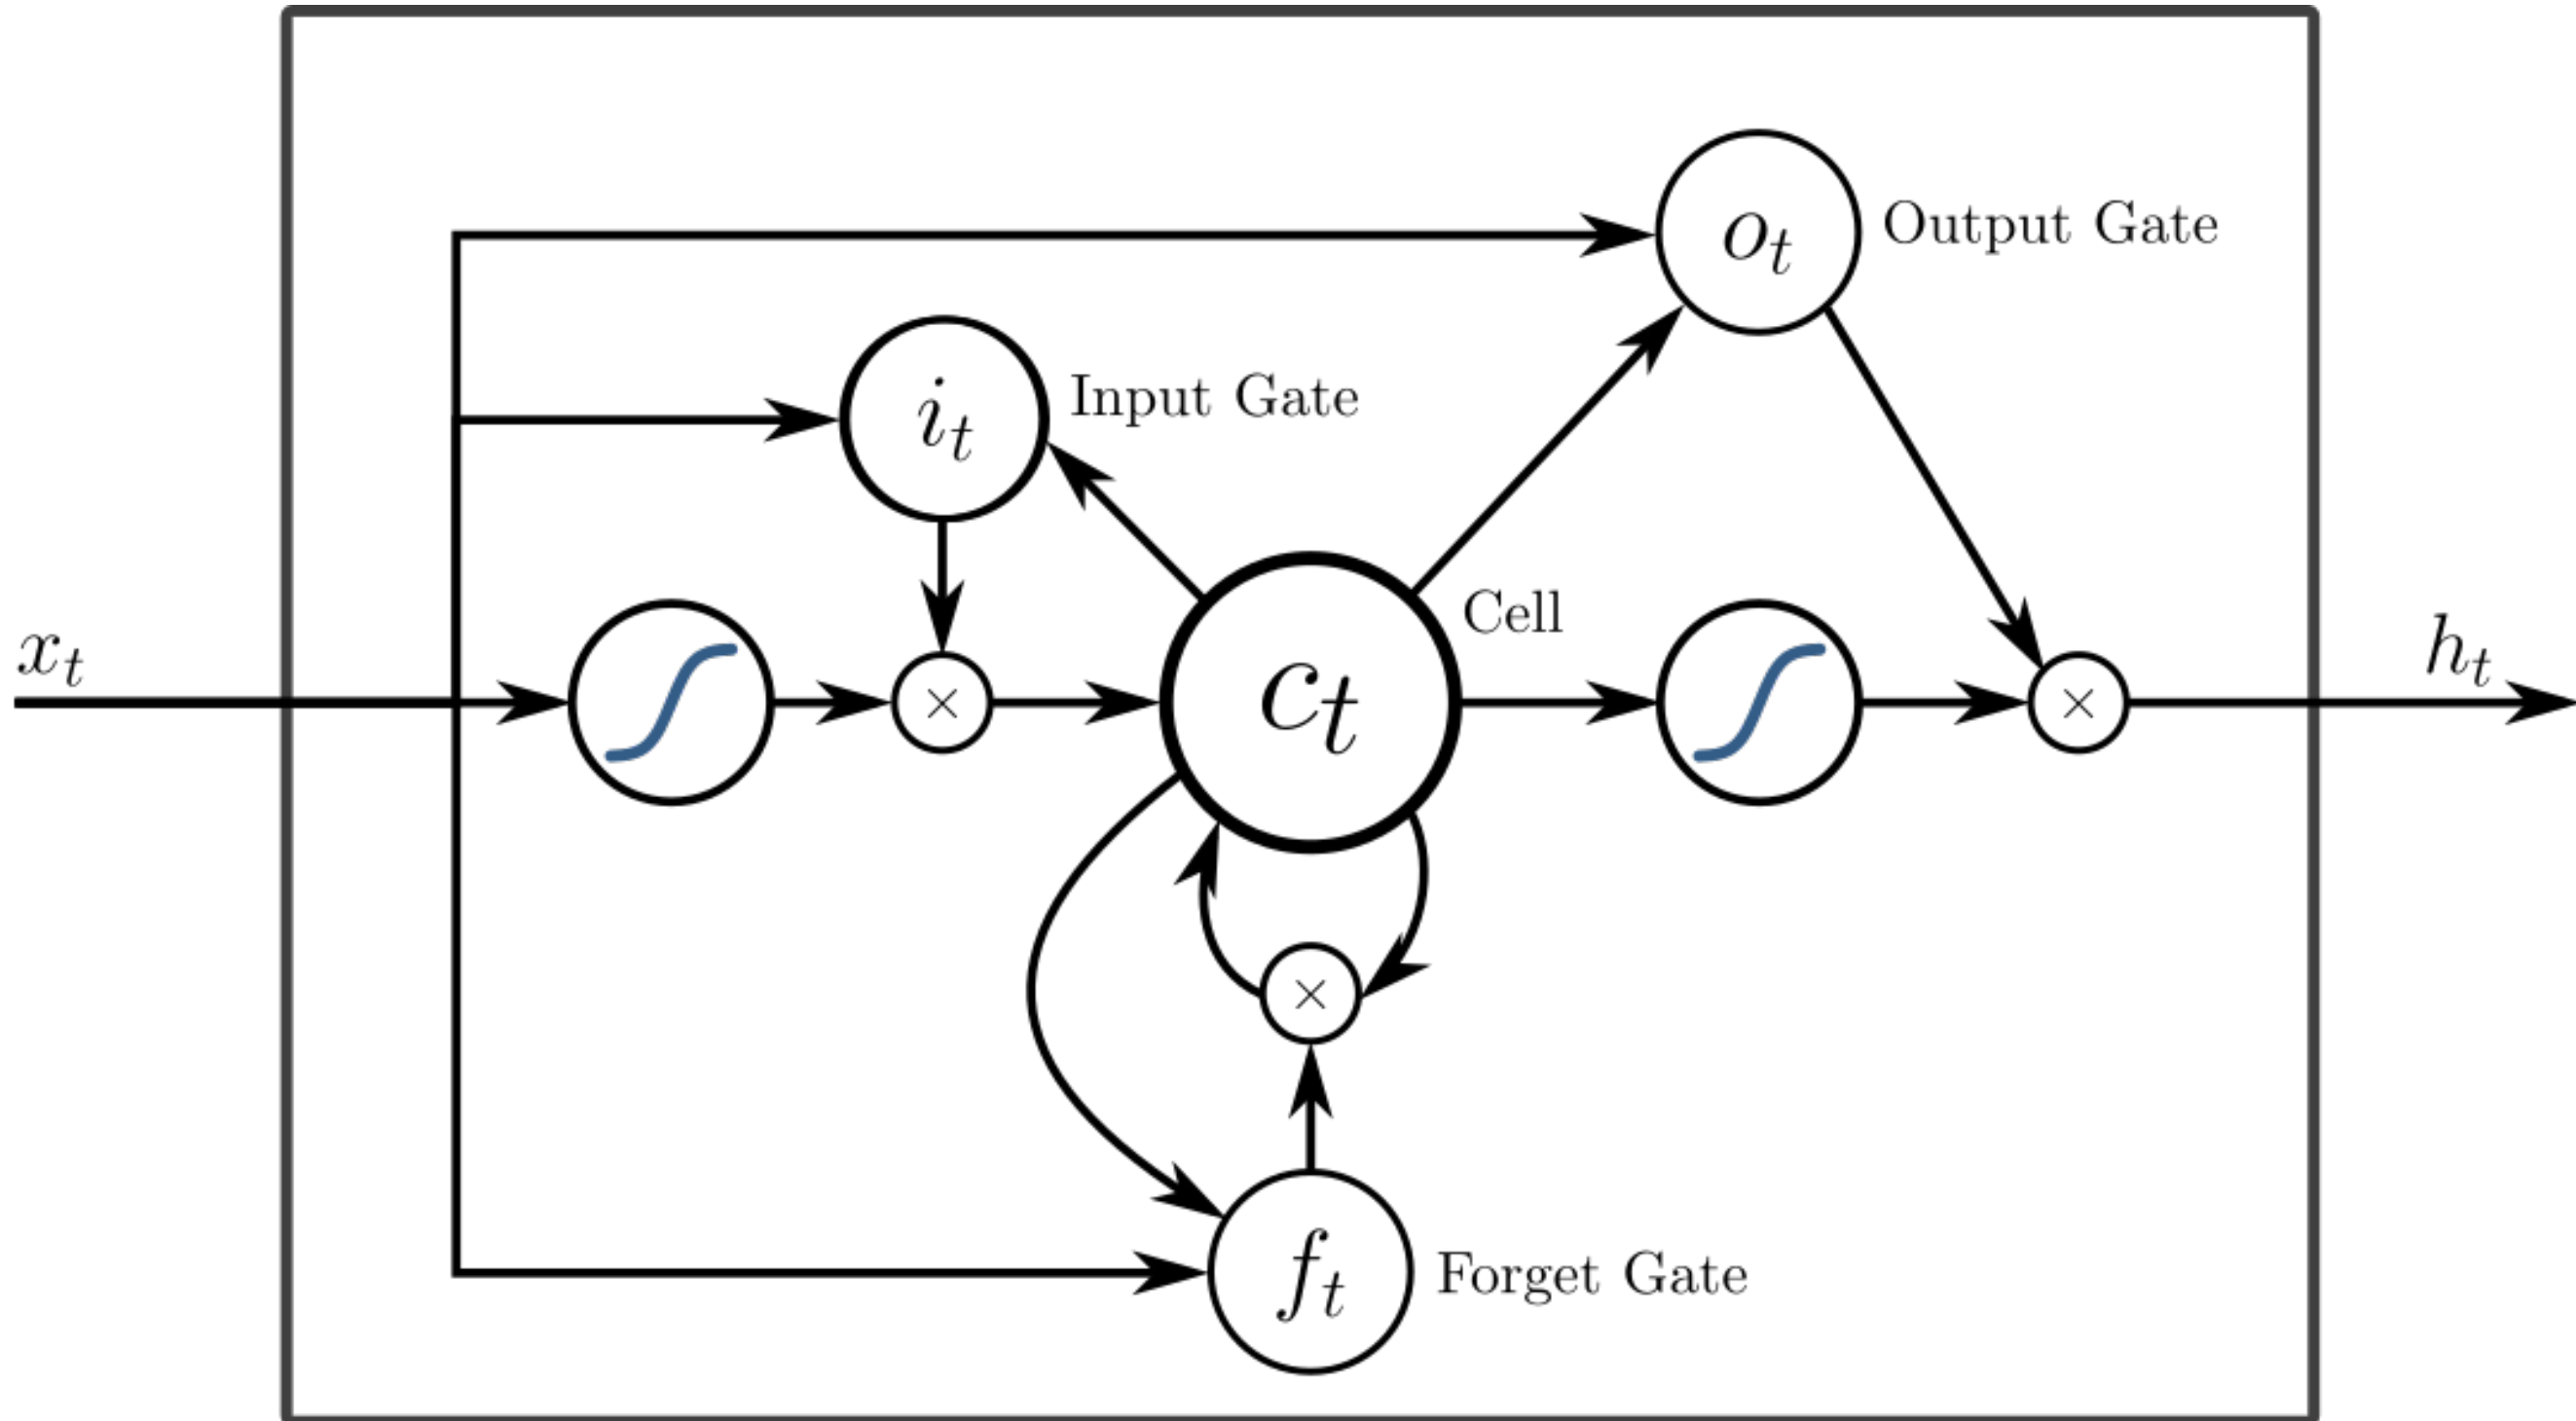 o_t Output Gate
i_t Input Gate
Cell
x_t
c_t
h_t
×
×
×
f_t Forget Gate